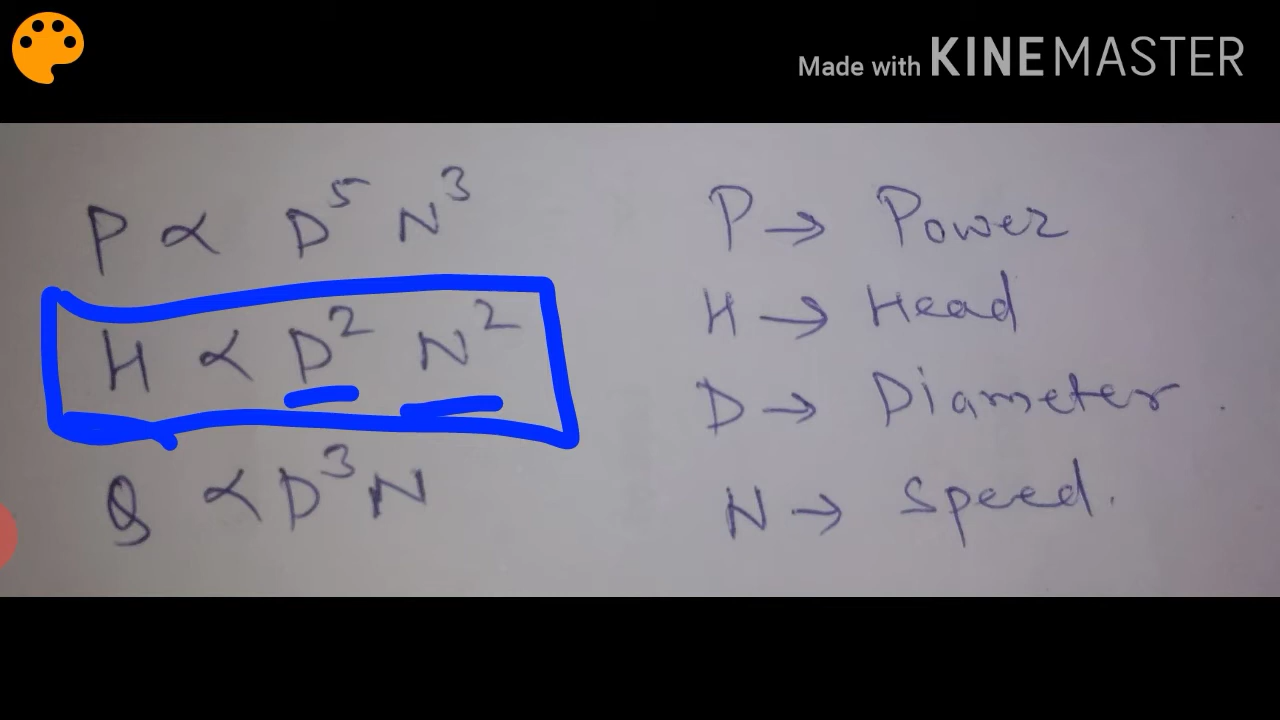 Made with KINEMASTER
P ∝ D⁵ N³
H ∝ D² N²
Q ∝ D³ N
P → Power
H → Head
D → Diameter.
N → Speed.